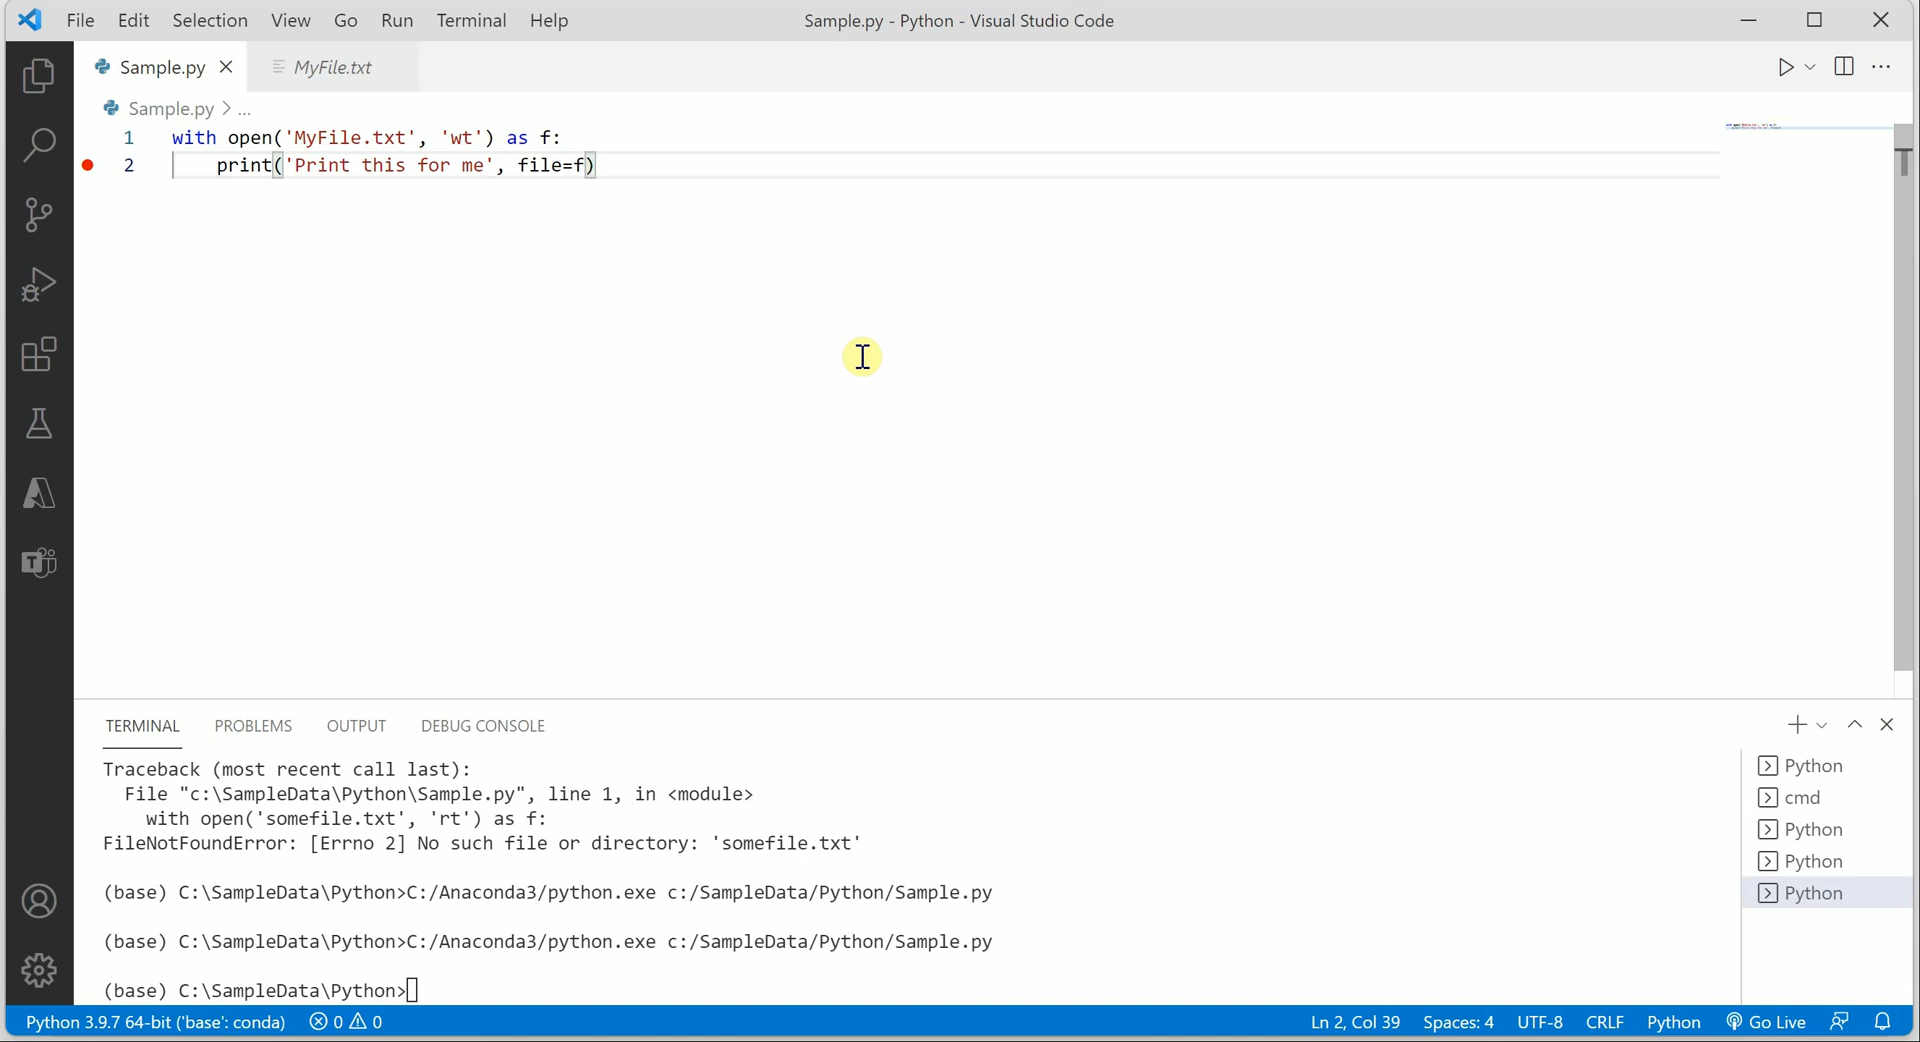 File Edit Selection View Go Run Terminal Help Sample.py - Python - Visual Studio Code
Sample.py MyFile.txt
Sample.py > ...
1 with open('MyFile.txt', 'wt') as f:
2 print('Print this for me', file=f)
TERMINAL PROBLEMS OUTPUT DEBUG CONSOLE
Traceback (most recent call last):
File "c:\SampleData\Python\Sample.py", line 1, in <module>
with open('somefile.txt', 'rt') as f:
FileNotFoundError: [Errno 2] No such file or directory: 'somefile.txt'
(base) C:\SampleData\Python>C:/Anaconda3/python.exe c:/SampleData/Python/Sample.py
(base) C:\SampleData\Python>C:/Anaconda3/python.exe c:/SampleData/Python/Sample.py
(base) C:\SampleData\Python>
Python
cmd
Python
Python
Python
Python 3.9.7 64-bit ('base': conda) 0 0 Ln 2, Col 39 Spaces: 4 UTF-8 CRLF Python Go Live